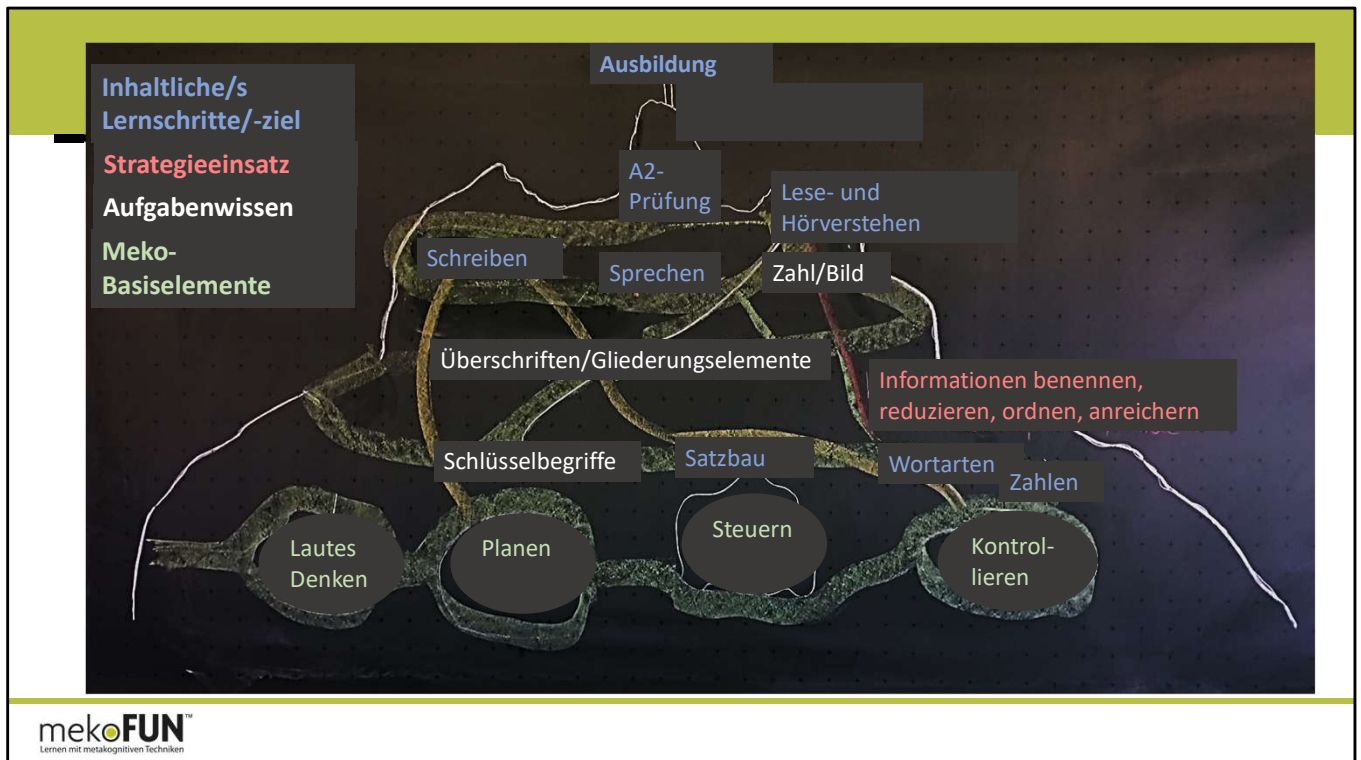 Ausbildung
Inhaltliche/s
Lernschritte/-ziel
Strategieeinsatz
Aufgabenwissen
Meko-
Basiselemente
A2-
Prüfung
Lese- und
Hörverstehen
Schreiben
Sprechen
Zahl/Bild
Überschriften/Gliederungselemente
Informationen benennen,
reduzieren, ordnen, anreichern
Schlüsselbegriffe
Satzbau
Wortarten
Zahlen
Lautes
Denken
Planen
Steuern
Kontrol-
lieren
mekoFUN™
Lernen mit metakognitiven Techniken